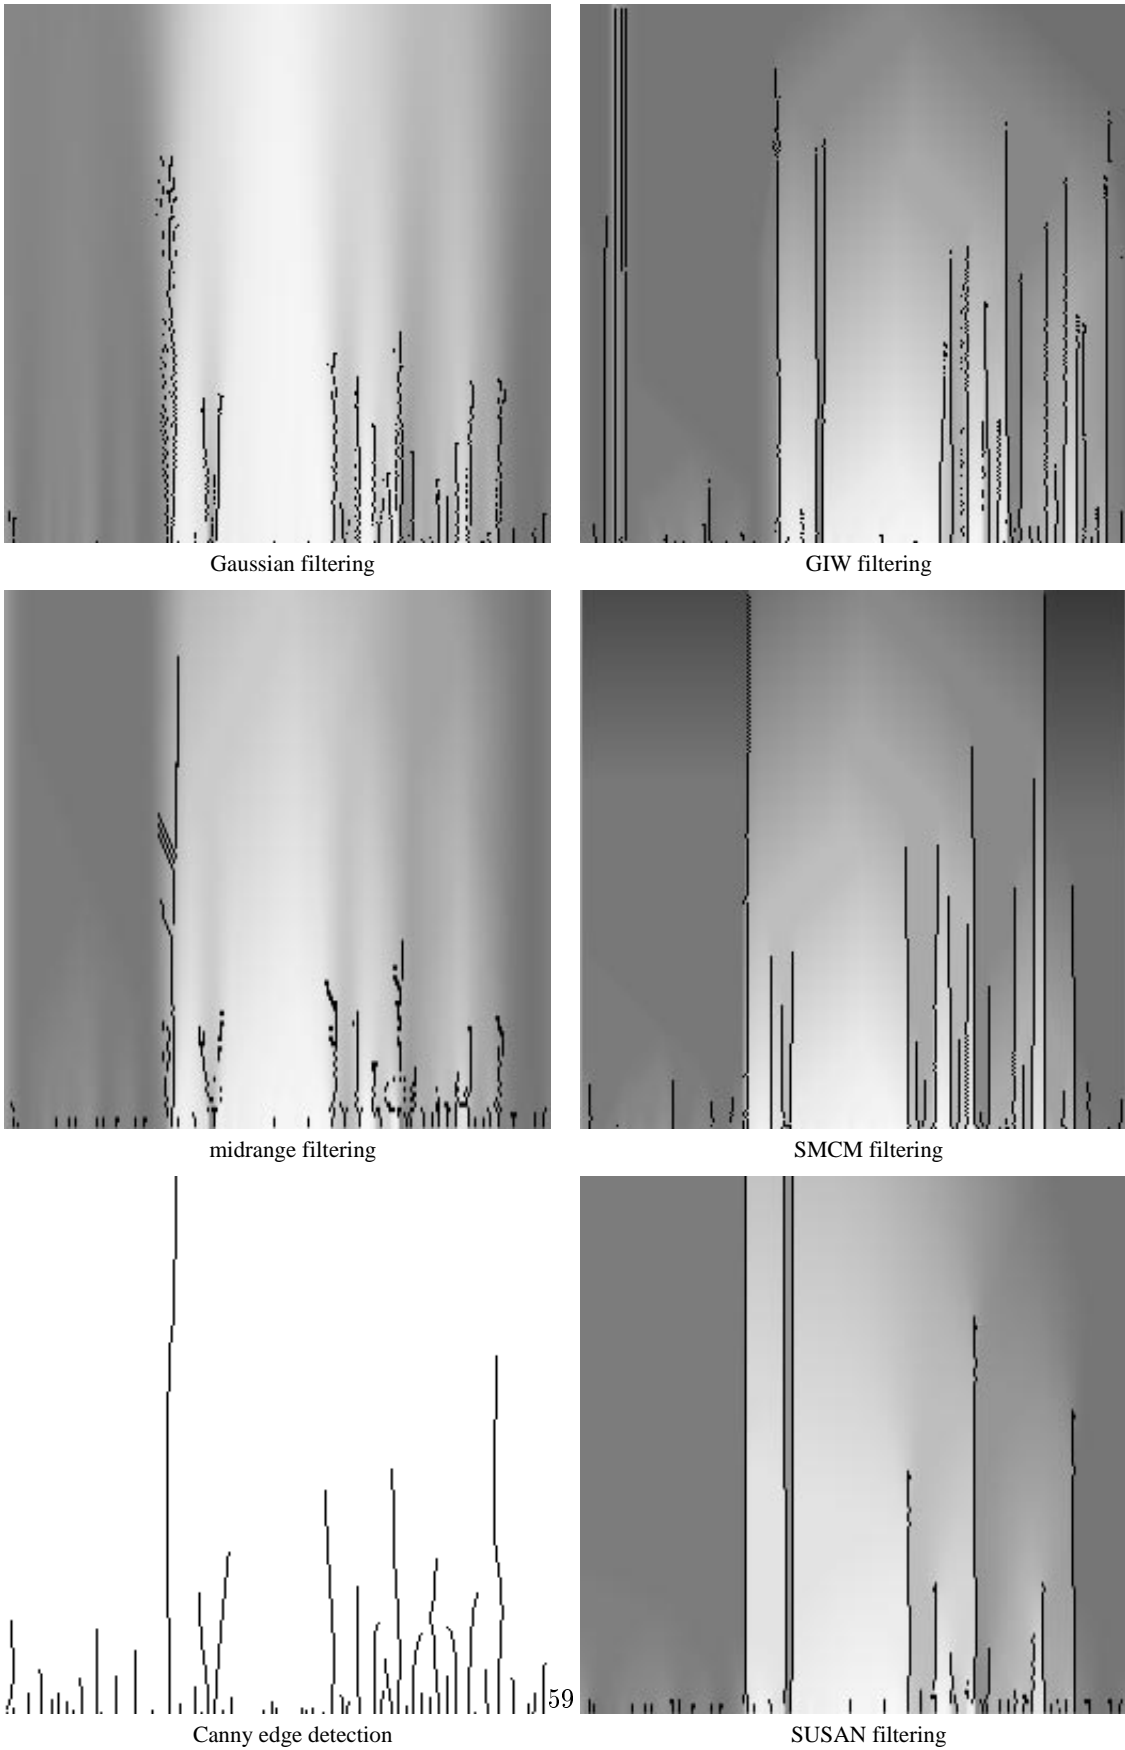 Gaussian filtering
GIW filtering
midrange filtering
SMCM filtering
59
Canny edge detection
SUSAN filtering